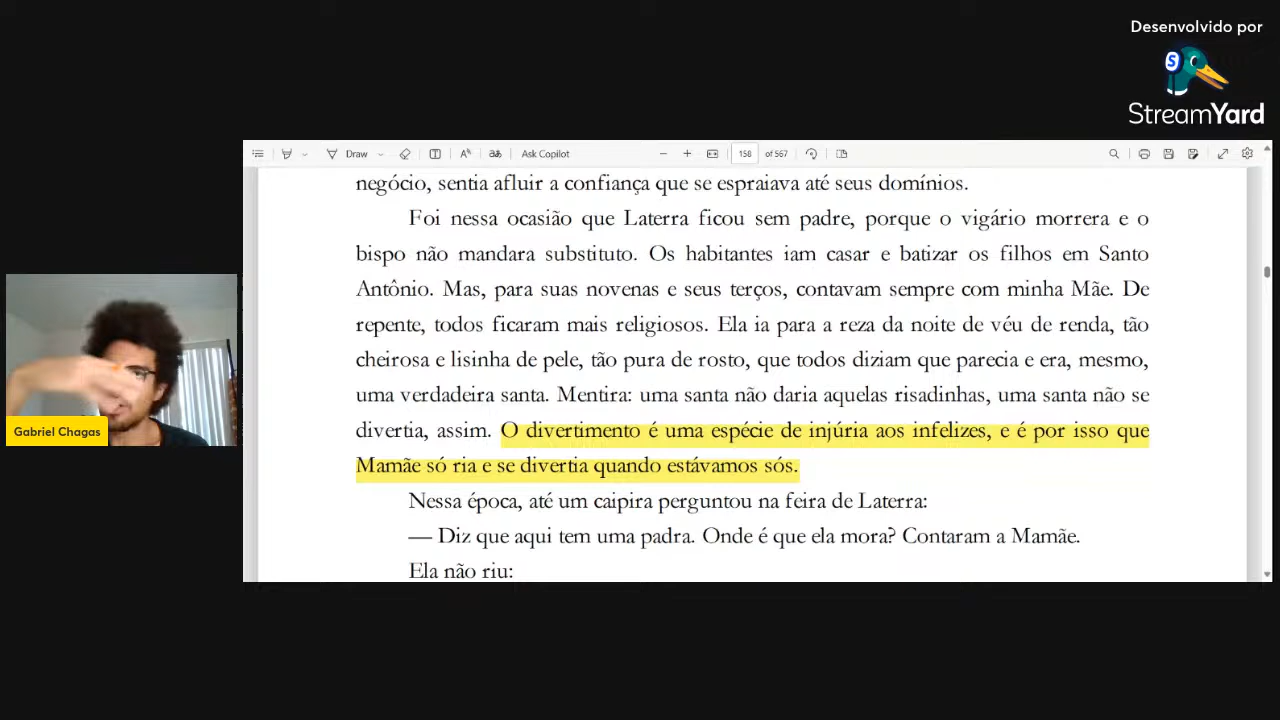 Desenvolvido por
StreamYard
Draw
Ask Copilot
158 of 567
negócio, sentia afluir a confiança que se espraiava até seus domínios.
Foi nessa ocasião que Laterra ficou sem padre, porque o vigário morrera e o
bispo não mandara substituto. Os habitantes iam casar e batizar os filhos em Santo
Antônio. Mas, para suas novenas e seus terços, contavam sempre com minha Mãe. De
repente, todos ficaram mais religiosos. Ela ia para a reza da noite de véu de renda, tão
cheirosa e lisinha de pele, tão pura de rosto, que todos diziam que parecia e era, mesmo,
uma verdadeira santa. Mentira: uma santa não daria aquelas risadinhas, uma santa não se
divertia, assim. O divertimento é uma espécie de injúria aos infelizes, e é por isso que
Mamãe só ria e se divertia quando estávamos sós.
Nessa época, até um caipira perguntou na feira de Laterra:
— Diz que aqui tem uma padra. Onde é que ela mora? Contaram a Mamãe.
Ela não riu:
Gabriel Chagas